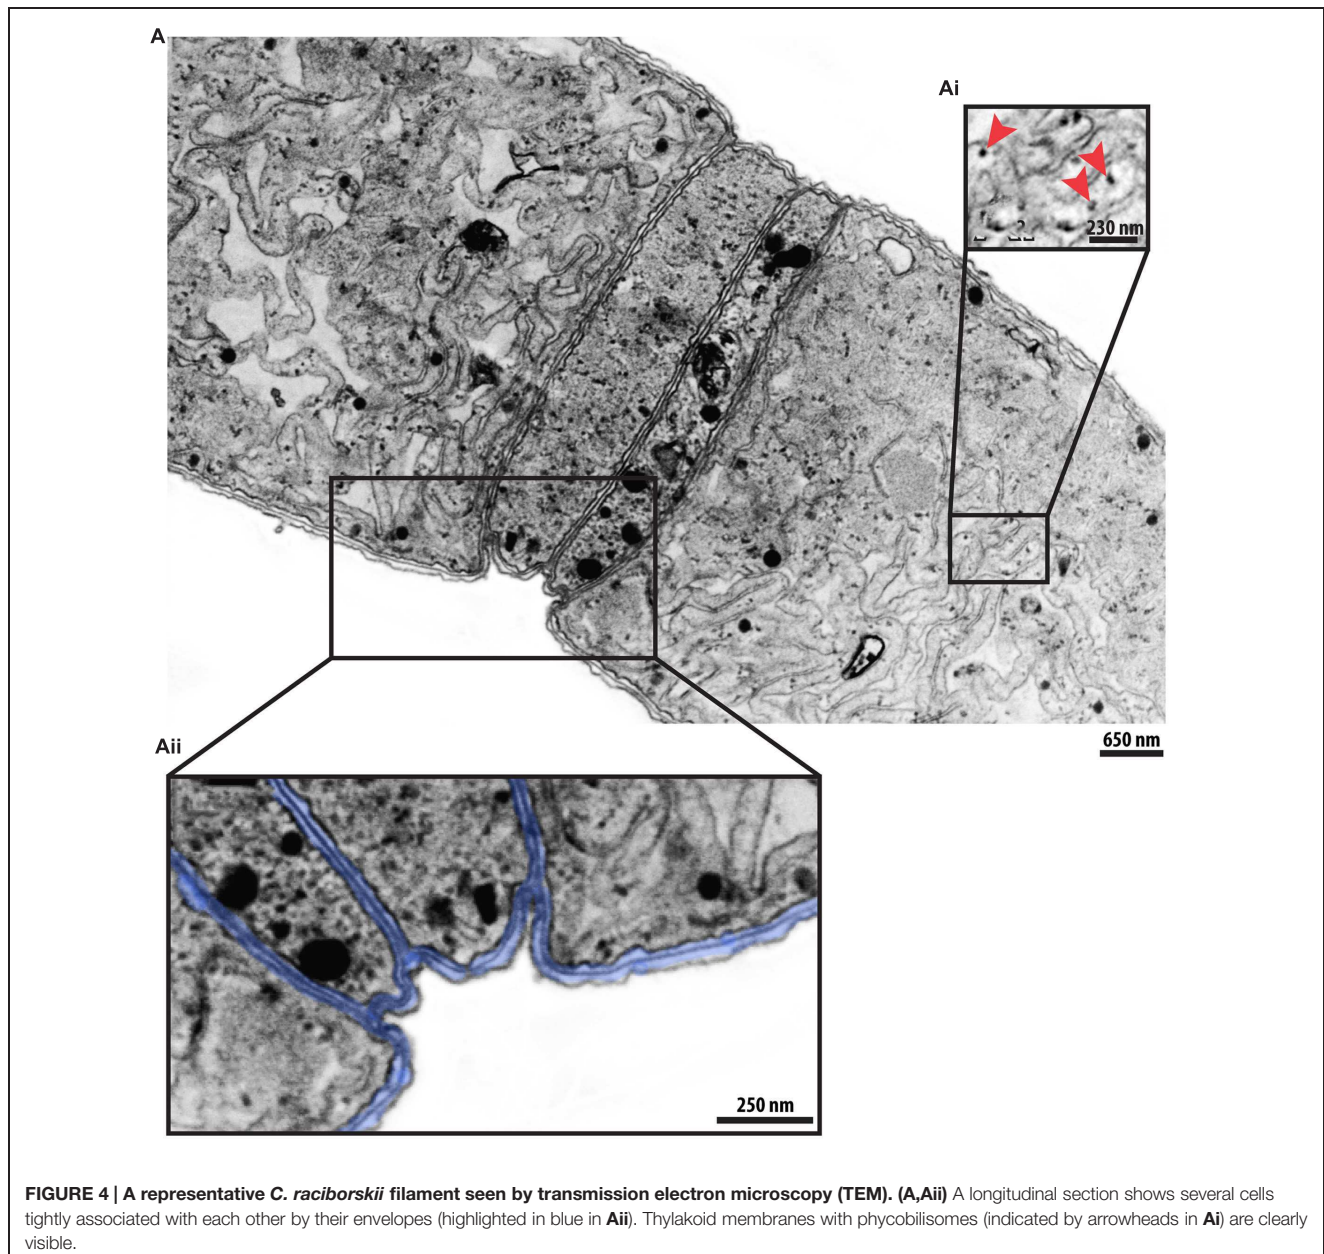 A
Ai
230 nm
650 nm
Aii
250 nm
FIGURE 4 | A representative C. raciborskii filament seen by transmission electron microscopy (TEM). (A,Aii) A longitudinal section shows several cells
tightly associated with each other by their envelopes (highlighted in blue in Aii). Thylakoid membranes with phycobilisomes (indicated by arrowheads in Ai) are clearly
visible.